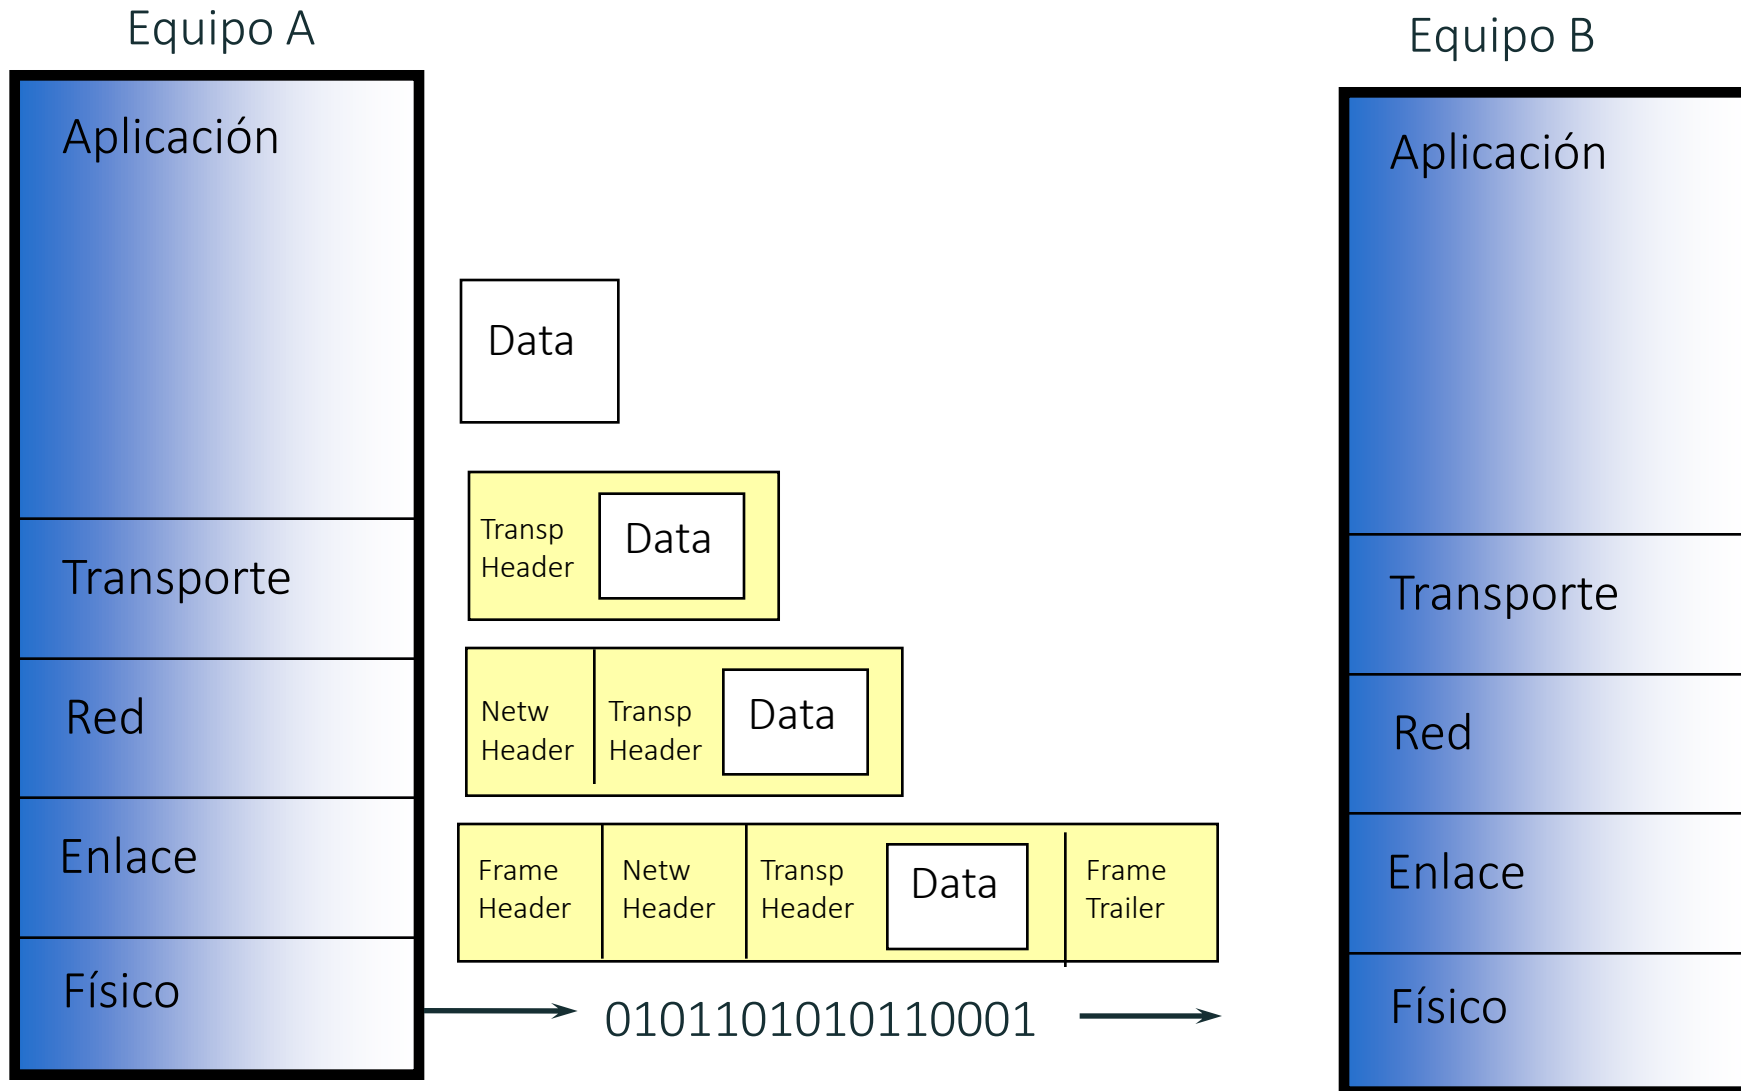 Equipo A
Equipo B
Aplicación
Aplicación
Data
Transp
Header
Data
Transporte
Transporte
Netw
Header
Transp
Header
Data
Red
Red
Frame
Header
Netw
Header
Transp
Header
Data
Frame
Trailer
Enlace
Enlace
Físico
0101101010110001
Físico